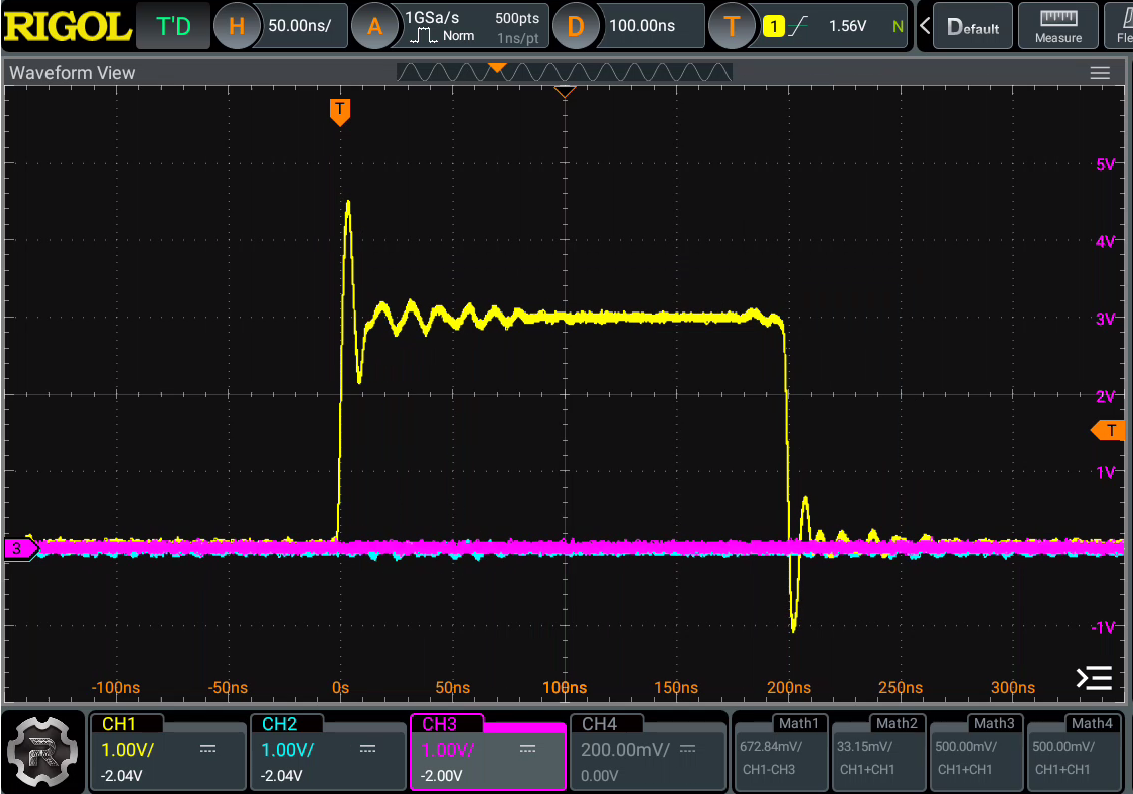 RIGOL T'D H 50.00ns/ A 1GSa/s Norm 500pts 1ns/pt D 100.00ns T 1 1.56V N Default Measure Fle
Waveform View
T
5V
4V
3V
2V
T
1V
3
-1V
-100ns -50ns 0s 50ns 100ns 150ns 200ns 250ns 300ns
CH1 CH2 CH3 CH4 Math1 Math2 Math3 Math4
1.00V/ 1.00V/ 1.00V/ 200.00mV/ 672.84mV/ 33.15mV/ 500.00mV/ 500.00mV/
-2.04V -2.04V -2.00V 0.00V CH1-CH3 CH1+CH1 CH1+CH1 CH1+CH1
R